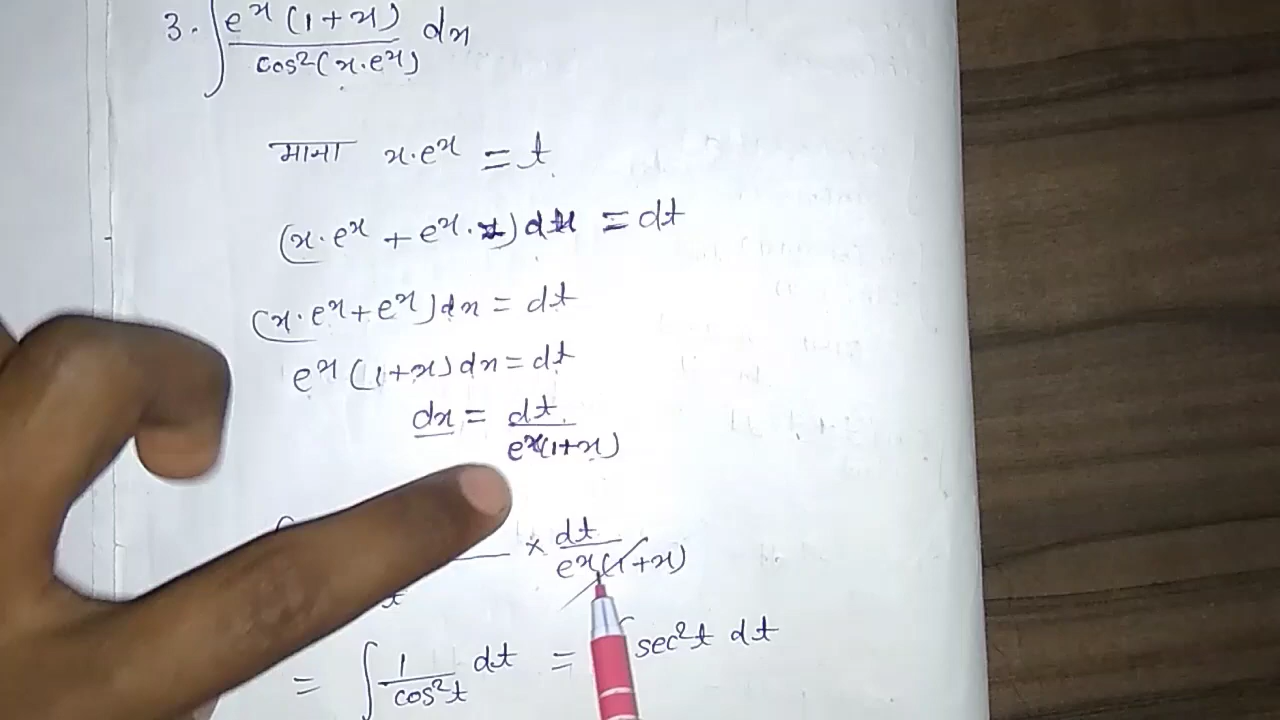 3. ∫ eˣ (1+x) / cos²(x.eˣ) dx
माना x.eˣ = t
(x.eˣ + eˣ.1) dx = dt
(x.eˣ + eˣ) dx = dt
eˣ (1+x) dx = dt
dx = dt / eˣ(1+x)
× dt / eˣ(1+x)
t
= ∫ 1 / cos²t dt = ∫ sec²t dt